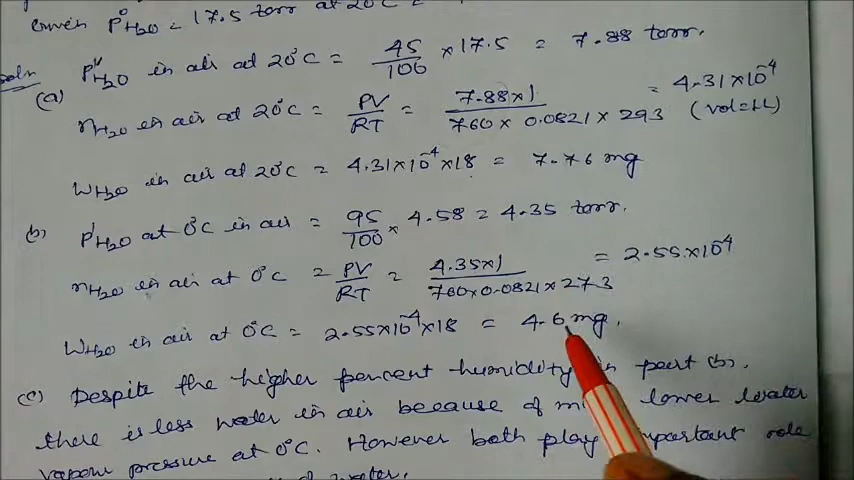 Given P°H₂O = 17.5 torr at 20°C
Soln P'H₂O in air at 20°C = 45/100 × 17.5 = 7.88 torr.
(a) nH₂O in air at 20°C = PV/RT = 7.88×1/760 × 0.0821 × 293 = 4.31×10⁻⁴ (Vol=1L)
WH₂O in air at 20°C = 4.31×10⁻⁴×18 = 7.76 mg
(b) P'H₂O at 0°C in air = 95/100 × 4.58 = 4.35 torr.
nH₂O in air at 0°C = PV/RT = 4.35×1/760×0.0821×273 = 2.55×10⁻⁴
WH₂O in air at 0°C = 2.55×10⁻⁴×18 = 4.6 mg.
(c) Despite the higher percent humidity in part (b).
there is less water in air because of lower water
vapour pressure at 0°C. However both play important role
water.